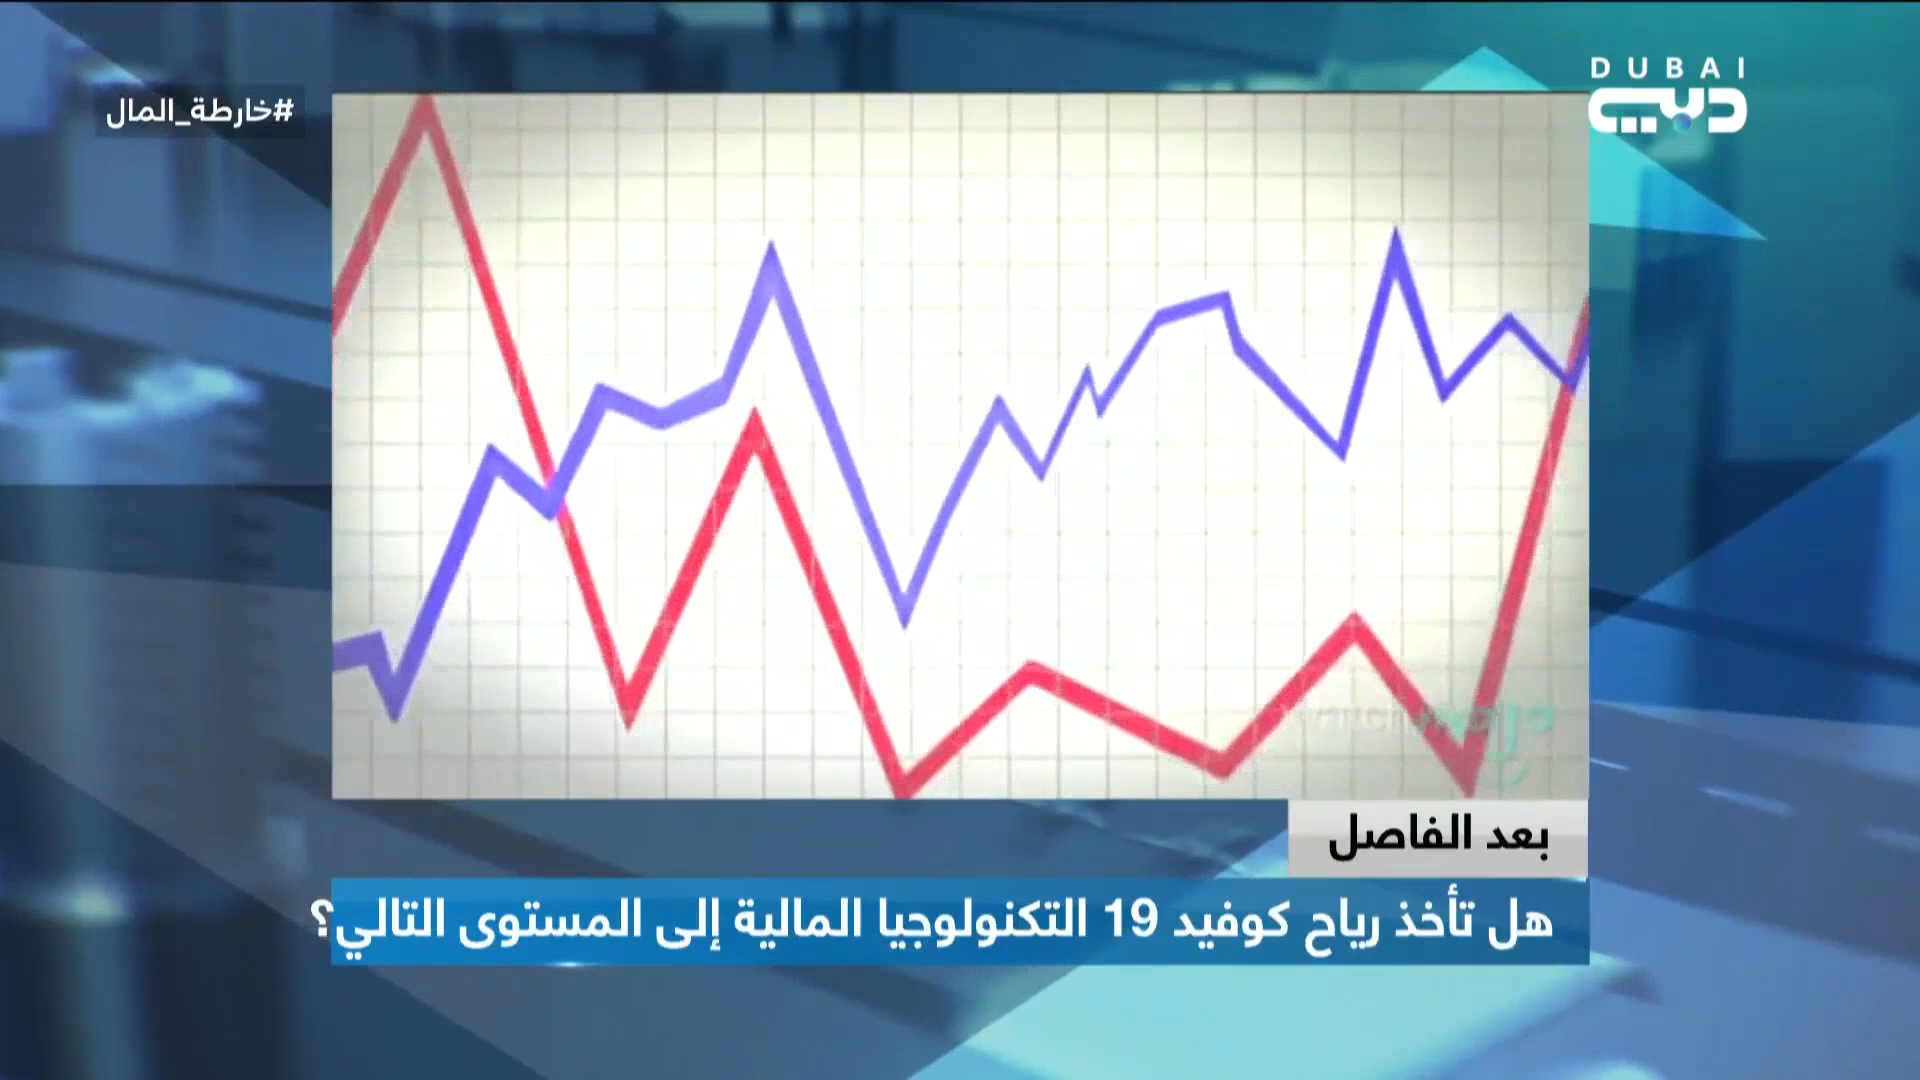 DUBAI
دبي
#خارطة_المال
بعد الفاصل
هل تأخذ رياح كوفيد 19 التكنولوجيا المالية إلى المستوى التالي؟